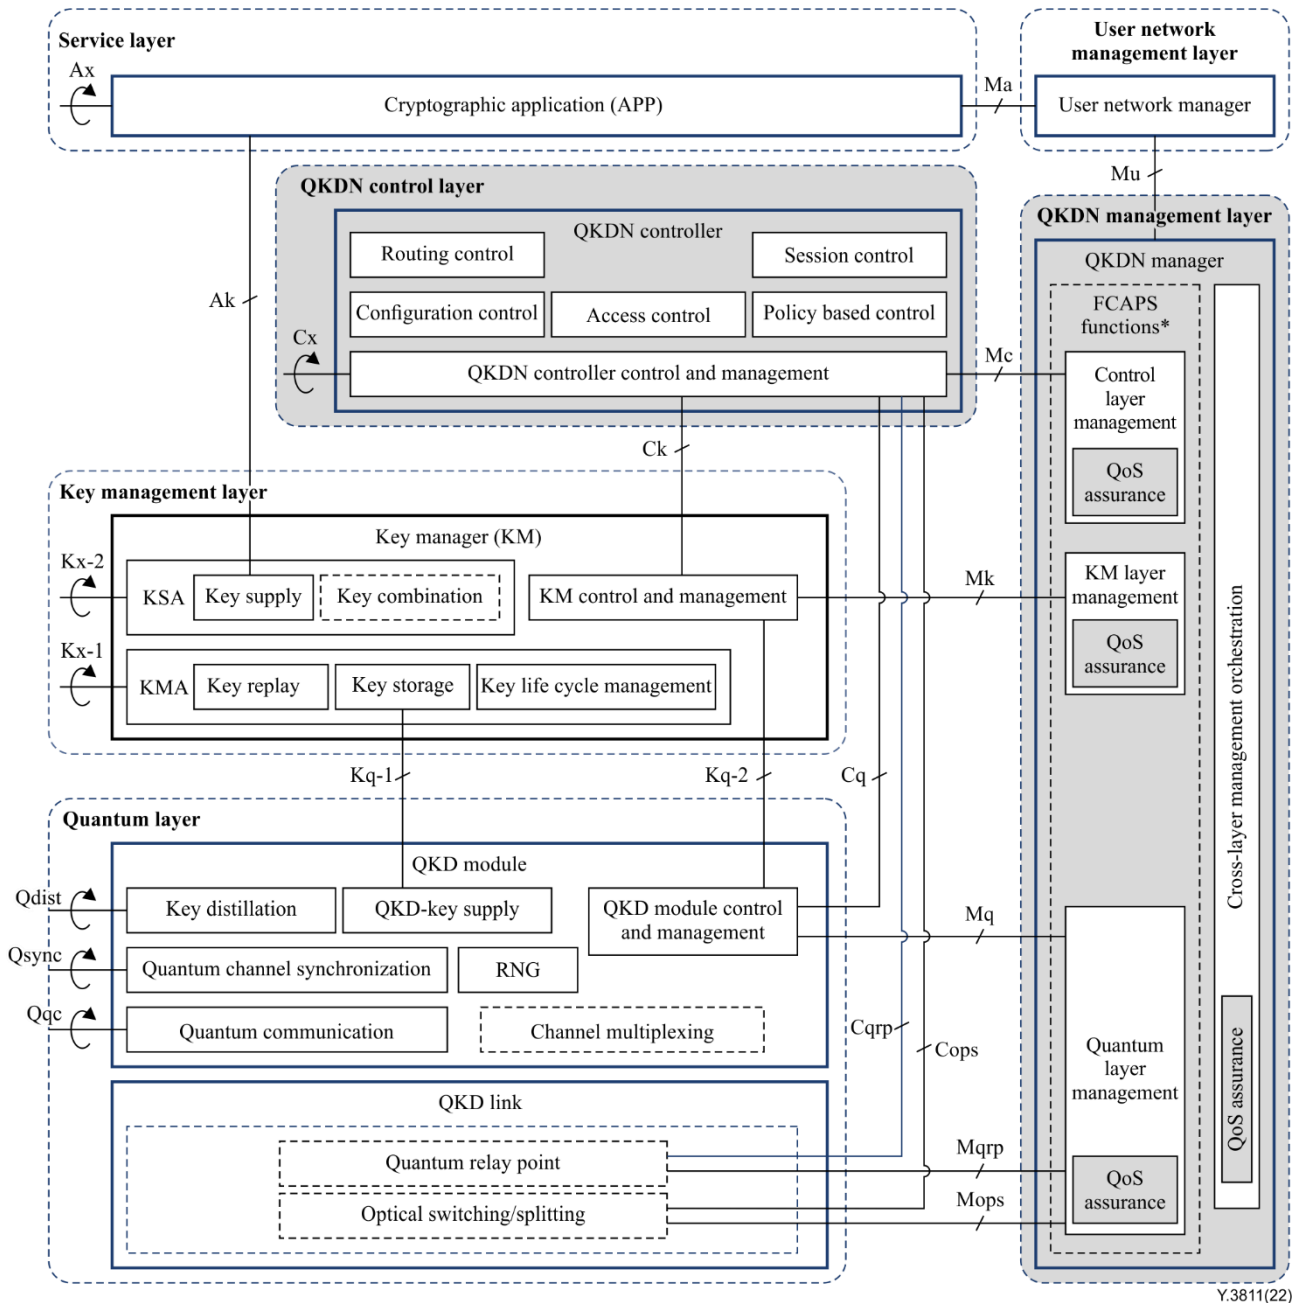 Service layer
Ax
Cryptographic application (APP)
Ma
User network
management layer
User network manager
Mu
Ak
QKDN control layer
QKDN controller
Routing control
Session control
Configuration control
Access control
Policy based control
Cx
QKDN controller control and management
Mc
Ck
QKDN management layer
QKDN manager
FCAPS
functions*
Control
layer
management
QoS
assurance
KM layer
management
QoS
assurance
Cross-layer management orchestration
Quantum
layer
management
QoS
assurance
QoS assurance
Key management layer
Key manager (KM)
Kx-2
KSA
Key supply
Key combination
KM control and management
Mk
Kx-1
KMA
Key replay
Key storage
Key life cycle management
Kq-1
Kq-2
Cq
Quantum layer
QKD module
Qdist
Key distillation
QKD-key supply
QKD module control
and management
Mq
Qsync
Quantum channel synchronization
RNG
Qqc
Quantum communication
Channel multiplexing
Cqrp
Cops
QKD link
Quantum relay point
Mqrp
Optical switching/splitting
Mops
Y.3811(22)